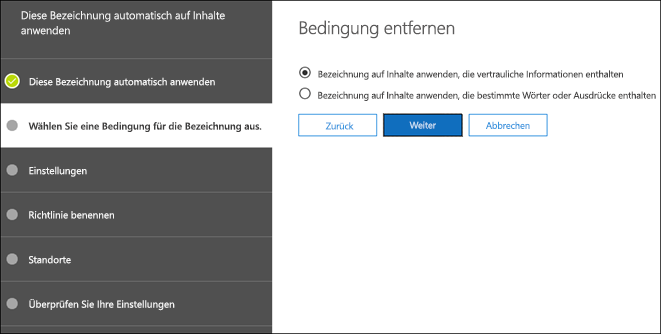 Diese Bezeichnung automatisch auf Inhalte
anwenden
Diese Bezeichnung automatisch anwenden
Wählen Sie eine Bedingung für die Bezeichnung aus.
Einstellungen
Richtlinie benennen
Standorte
Überprüfen Sie Ihre Einstellungen
Bedingung entfernen
Bezeichnung auf Inhalte anwenden, die vertrauliche Informationen enthalten
Bezeichnung auf Inhalte anwenden, die bestimmte Wörter oder Ausdrücke enthalten
Zurück
Weiter
Abbrechen